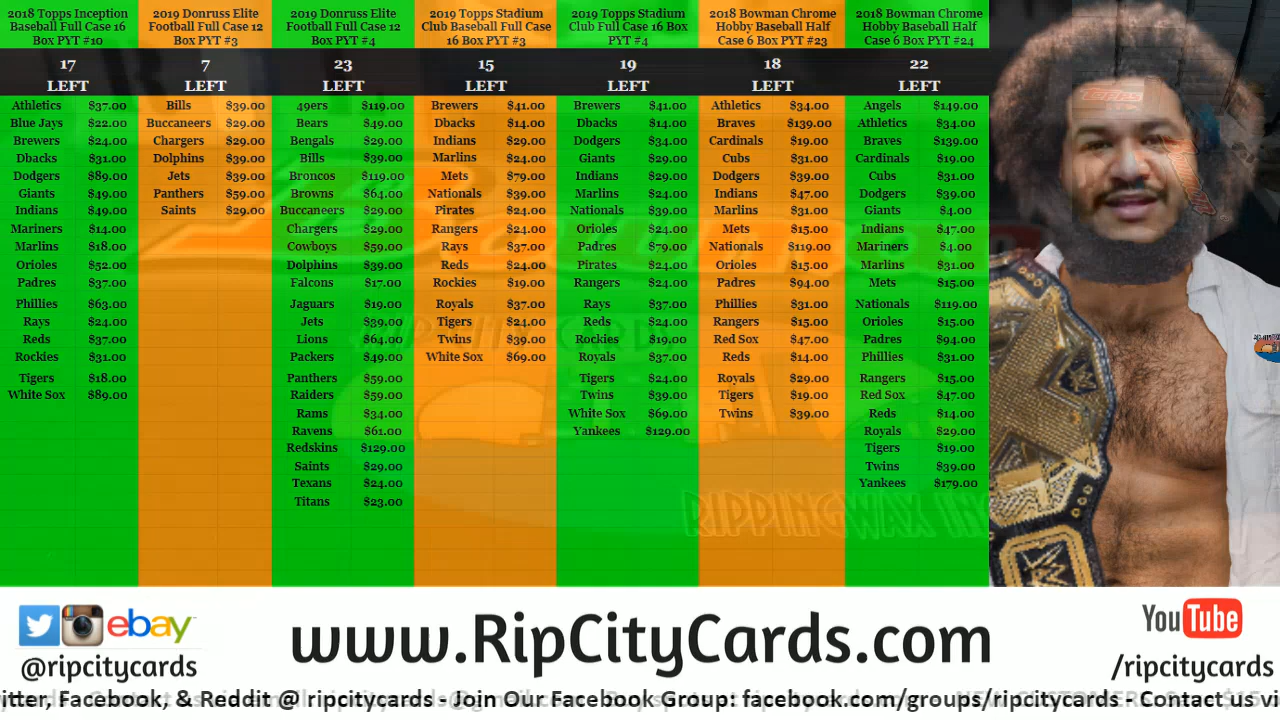 2018 Topps Inception
Baseball Full Case 16
Box PYT #10
17
LEFT
Athletics $37.00
Blue Jays $22.00
Brewers $24.00
Dbacks $31.00
Dodgers $89.00
Giants $49.00
Indians $49.00
Mariners $14.00
Marlins $18.00
Orioles $52.00
Padres $37.00
Phillies $63.00
Rays $24.00
Reds $37.00
Rockies $31.00
Tigers $18.00
White Sox $89.00
2019 Donruss Elite
Football Full Case 12
Box PYT #3
7
LEFT
Bills $39.00
Buccaneers $29.00
Chargers $29.00
Dolphins $39.00
Jets $39.00
Panthers $59.00
Saints $29.00
2019 Donruss Elite
Football Full Case 12
Box PYT #4
23
LEFT
49ers $119.00
Bears $49.00
Bengals $29.00
Bills $39.00
Broncos $119.00
Browns $64.00
Buccaneers $29.00
Chargers $29.00
Cowboys $59.00
Dolphins $39.00
Falcons $17.00
Jaguars $19.00
Jets $39.00
Lions $64.00
Packers $49.00
Panthers $59.00
Raiders $59.00
Rams $34.00
Ravens $61.00
Redskins $129.00
Saints $29.00
Texans $24.00
Titans $23.00
2019 Topps Stadium
Club Baseball Full Case
16 Box PYT #3
15
LEFT
Brewers $41.00
Dbacks $14.00
Indians $29.00
Marlins $24.00
Mets $79.00
Nationals $39.00
Pirates $24.00
Rangers $24.00
Rays $37.00
Reds $24.00
Rockies $19.00
Royals $37.00
Tigers $24.00
Twins $39.00
White Sox $69.00
2019 Topps Stadium
Club Full Case 16 Box
PYT #4
19
LEFT
Brewers $41.00
Dbacks $14.00
Dodgers $34.00
Giants $29.00
Indians $29.00
Marlins $24.00
Nationals $39.00
Orioles $24.00
Padres $79.00
Pirates $24.00
Rangers $24.00
Rays $37.00
Reds $24.00
Rockies $19.00
Royals $37.00
Tigers $24.00
Twins $39.00
White Sox $69.00
Yankees $129.00
2018 Bowman Chrome
Hobby Baseball Half
Case 6 Box PYT #23
18
LEFT
Athletics $34.00
Braves $139.00
Cardinals $19.00
Cubs $31.00
Dodgers $39.00
Indians $47.00
Marlins $31.00
Mets $15.00
Nationals $119.00
Orioles $15.00
Padres $94.00
Phillies $31.00
Rangers $15.00
Red Sox $47.00
Reds $14.00
Royals $29.00
Tigers $19.00
Twins $39.00
2018 Bowman Chrome
Hobby Baseball Half
Case 6 Box PYT #24
22
LEFT
Angels $149.00
Athletics $34.00
Braves $139.00
Cardinals $19.00
Cubs $31.00
Dodgers $39.00
Giants $4.00
Indians $47.00
Mariners $4.00
Marlins $31.00
Mets $15.00
Nationals $119.00
Orioles $15.00
Padres $94.00
Phillies $31.00
Rangers $15.00
Red Sox $47.00
Reds $14.00
Royals $29.00
Tigers $19.00
Twins $39.00
Yankees $179.00
RIPPINGWAX IN
ebay
@ripcitycards
www.RipCityCards.com
YouTube
/ripcitycards
itter, Facebook, & Reddit @ ripcitycards - Join Our Facebook Group: facebook.com/groups/ripcitycards - Contact us vi